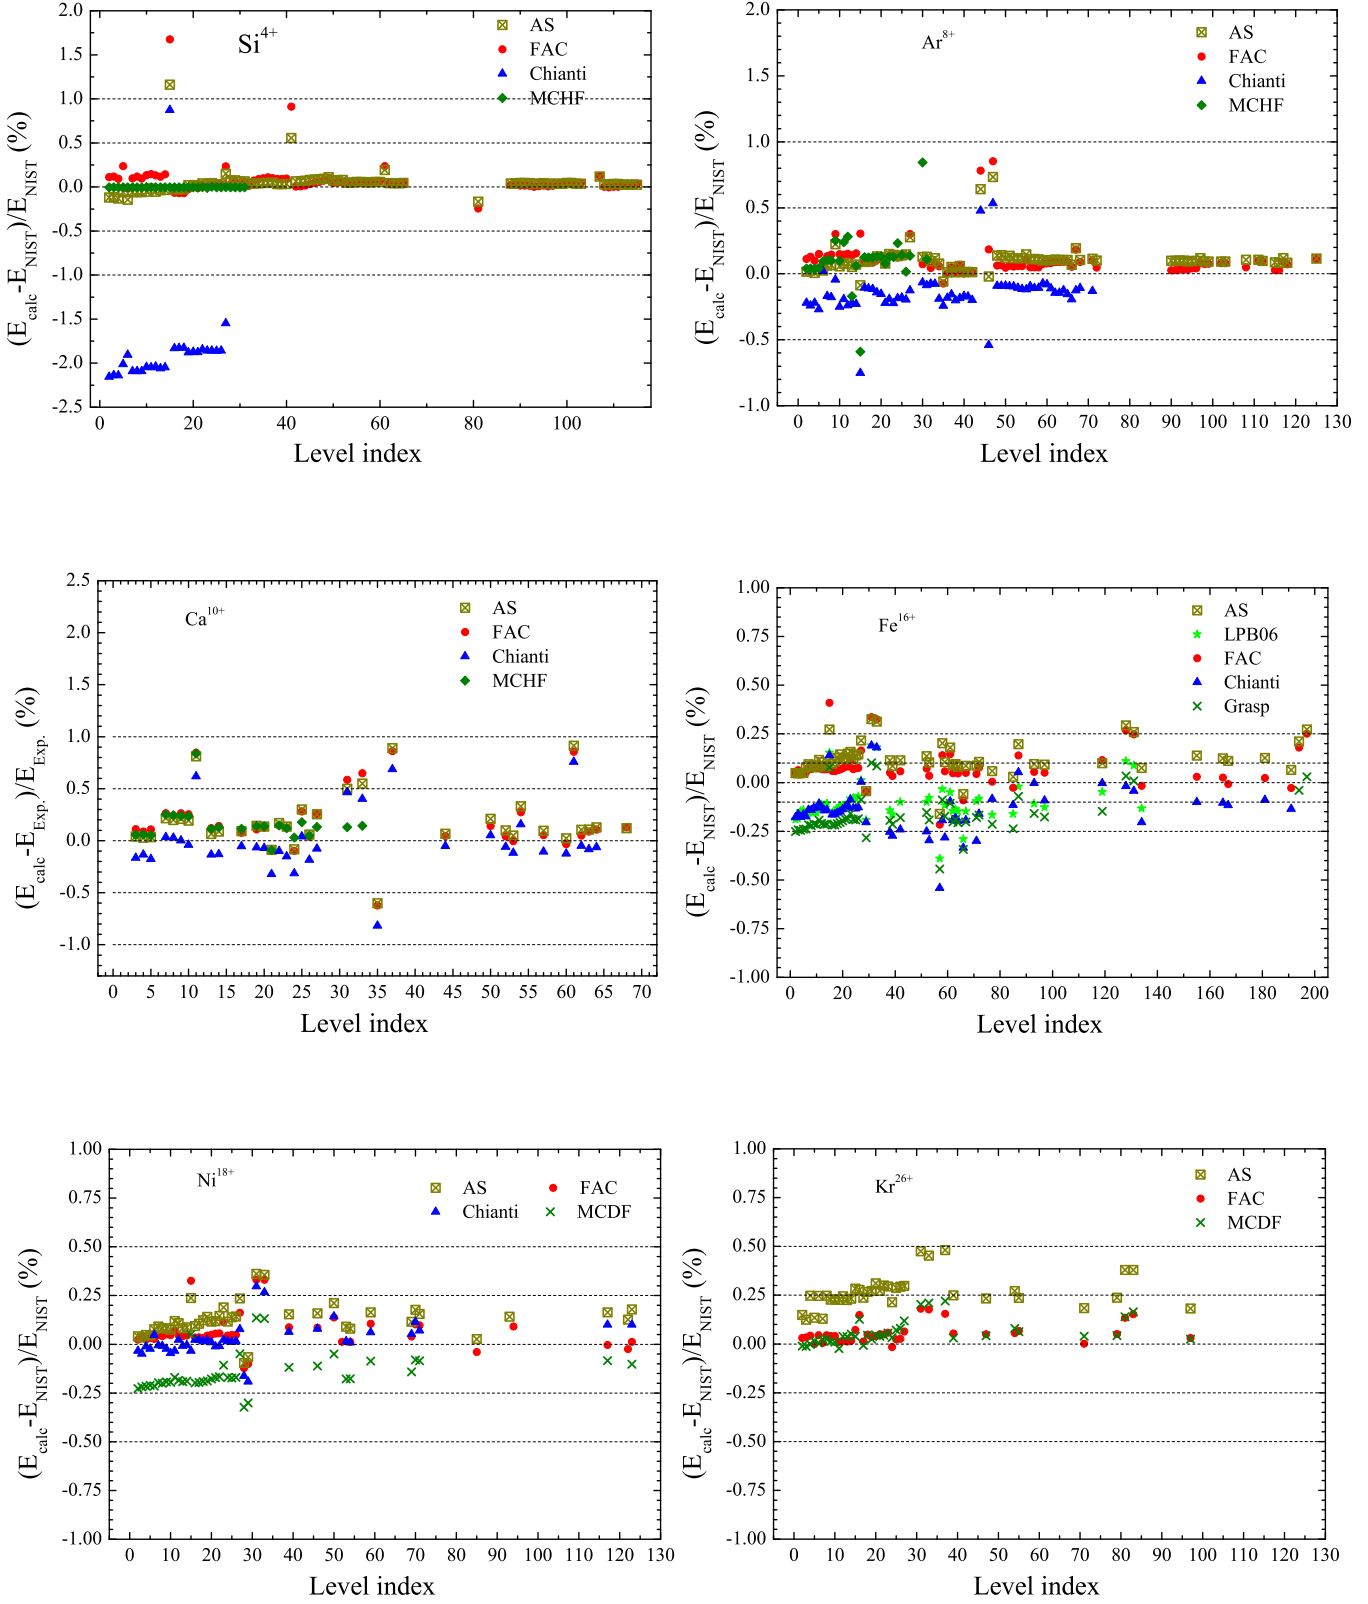 Si4+
AS
FAC
Chianti
MCHF
2.0
1.5
1.0
0.5
0.0
-0.5
-1.0
-1.5
-2.0
-2.5
0 20 40 60 80 100
Level index
(Ecalc-ENIST)/ENIST (%)
Ar8+
AS
FAC
Chianti
MCHF
2.0
1.5
1.0
0.5
0.0
-0.5
-1.0
0 10 20 30 40 50 60 70 80 90 100 110 120 130
Level index
(Ecalc-ENIST)/ENIST (%)
Ca10+
AS
FAC
Chianti
MCHF
2.5
2.0
1.5
1.0
0.5
0.0
-0.5
-1.0
0 5 10 15 20 25 30 35 40 45 50 55 60 65 70
Level index
(Ecalc-EExp.)/EExp. (%)
Fe16+
AS
LPB06
FAC
Chianti
Grasp
1.00
0.75
0.50
0.25
0.00
-0.25
-0.50
-0.75
-1.00
0 20 40 60 80 100 120 140 160 180 200
Level index
(Ecalc-ENIST)/ENIST (%)
Ni18+
AS FAC
Chianti MCDF
1.00
0.75
0.50
0.25
0.00
-0.25
-0.50
-0.75
-1.00
0 10 20 30 40 50 60 70 80 90 100 110 120 130
Level index
(Ecalc-ENIST)/ENIST (%)
Kr26+
AS
FAC
MCDF
1.00
0.75
0.50
0.25
0.00
-0.25
-0.50
-0.75
-1.00
0 10 20 30 40 50 60 70 80 90 100 110 120 130
Level index
(Ecalc-ENIST)/ENIST (%)